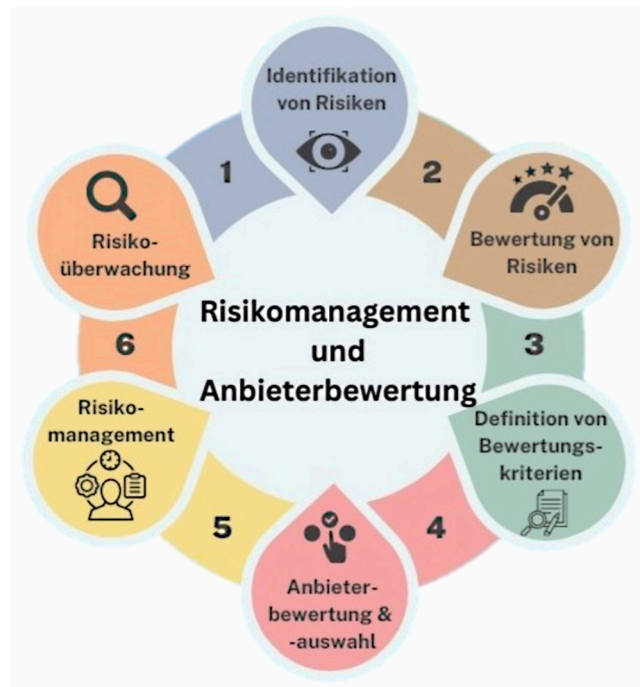 Risikomanagement
und
Anbieterbewertung
1
Identifikation
von Risiken
2
Bewertung von
Risiken
3
Definition von
Bewertungs-
kriterien
4
Anbieter-
bewertung &
-auswahl
5
Risiko-
management
6
Risiko-
überwachung